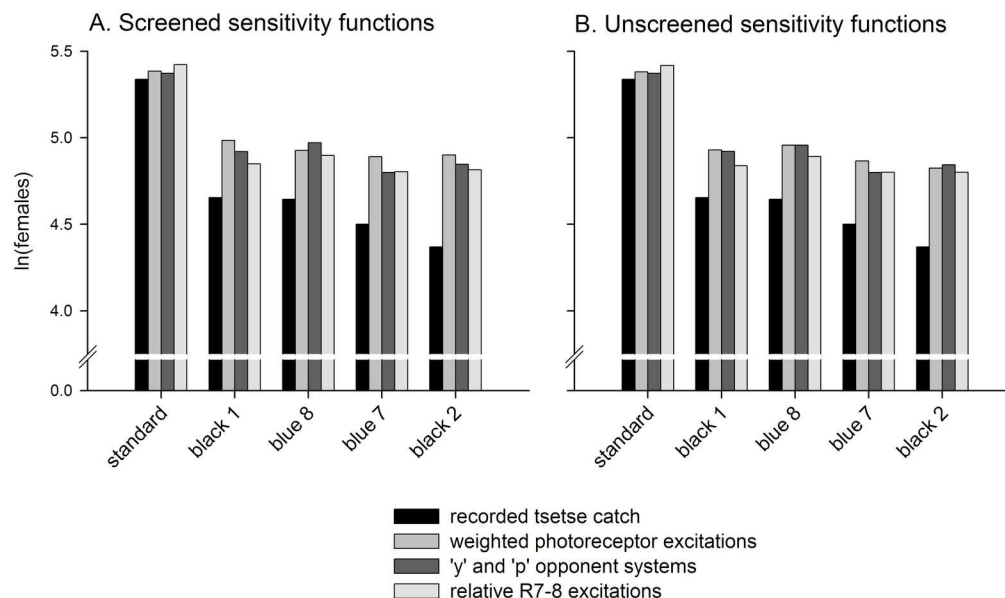 A. Screened sensitivity functions
B. Unscreened sensitivity functions
ln(females)
5.5
5.0
4.5
4.0
0.0
standard
black 1
blue 8
blue 7
black 2
standard
black 1
blue 8
blue 7
black 2
recorded tsetse catch
weighted photoreceptor excitations
'y' and 'p' opponent systems
relative R7-8 excitations